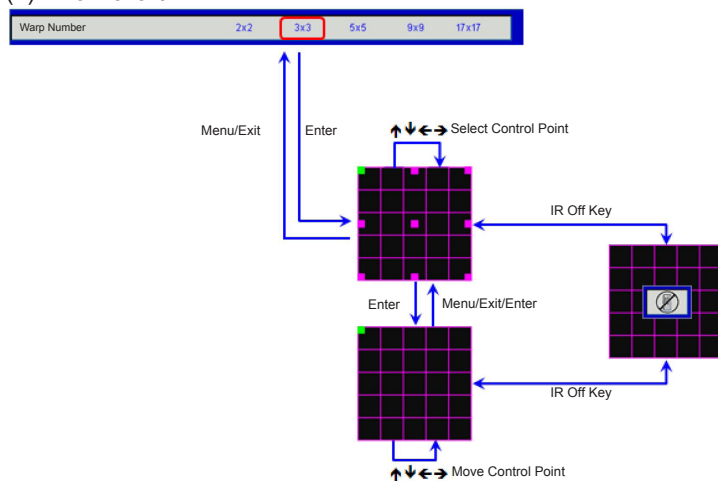 Warp Number 2x2 3x3 5x5 9x9 17x17
Menu/Exit
Enter
Select Control Point
IR Off Key
Enter
Menu/Exit/Enter
IR Off Key
Move Control Point